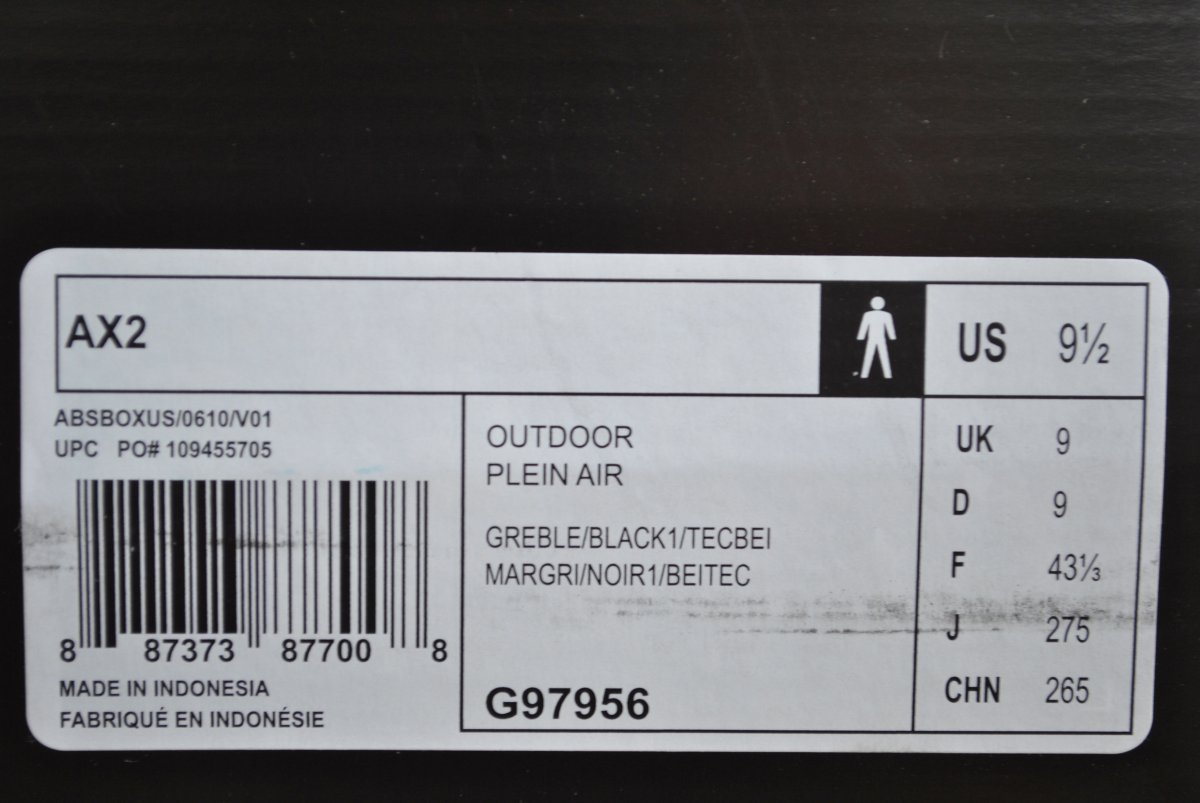 AX2
US 9½
ABSBOXUS/0610/V01
UPC PO# 109455705
8 87373 87700 8
MADE IN INDONESIA
FABRIQUÉ EN INDONÉSIE
OUTDOOR
PLEIN AIR
GREBLE/BLACK1/TECBEI
MARGRI/NOIR1/BEITEC
G97956
UK 9
D 9
F 43⅓
J 275
CHN 265